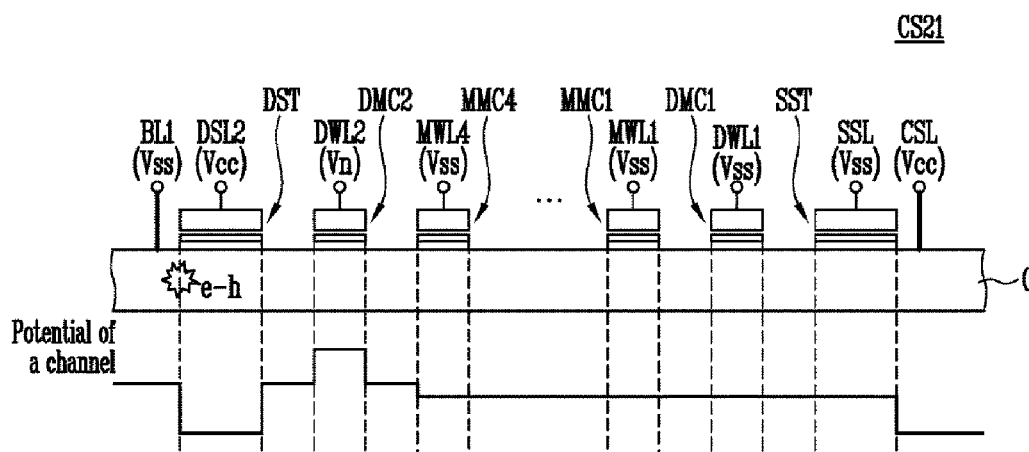 CS21
DST DMC2 MMC4 MMC1 DMC1 SST
BL1 DSL2 DWL2 MWL4 MWL1 DWL1 SSL CSL
(Vss) (Vcc) (Vn) (Vss) (Vss) (Vss) (Vss) (Vcc)
...
e-h
Potential of
a channel